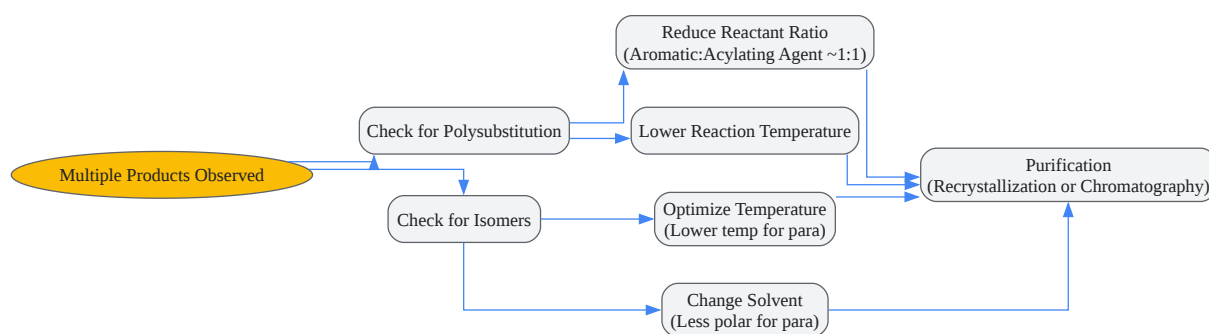 Multiple Products Observed
Check for Polysubstitution
Reduce Reactant Ratio
(Aromatic:Acylating Agent ~1:1)
Lower Reaction Temperature
Check for Isomers
Optimize Temperature
(Lower temp for para)
Change Solvent
(Less polar for para)
Purification
(Recrystallization or Chromatography)